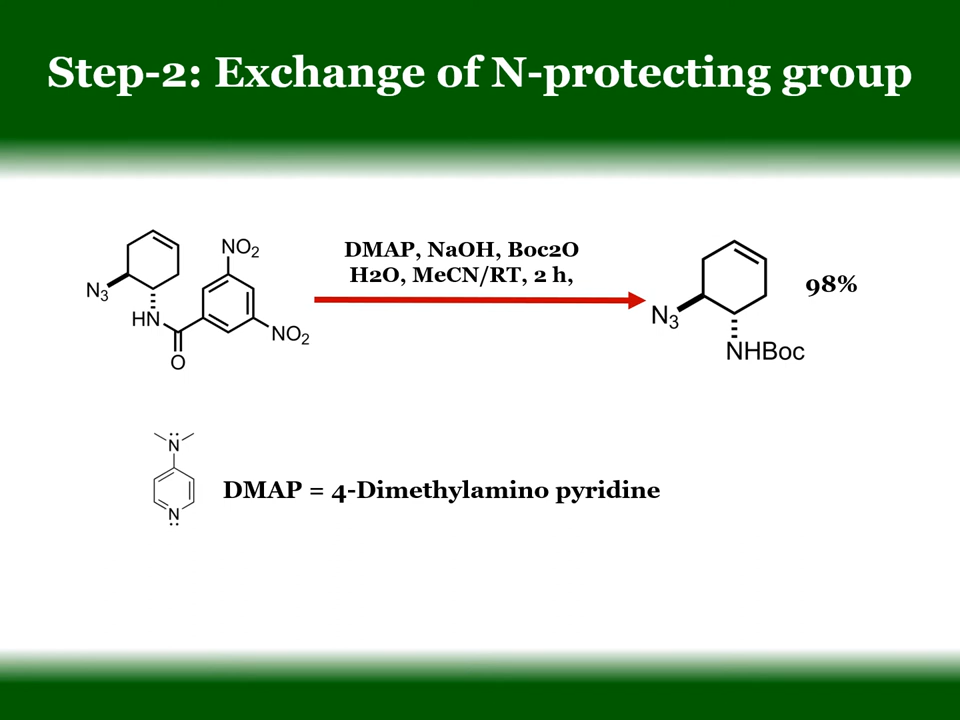 Step-2: Exchange of N-protecting group
NO2
N3
HN
NO2
O
DMAP, NaOH, Boc2O
H2O, MeCN/RT, 2 h,
N3
NHBoc
98%
N
N
DMAP = 4-Dimethylamino pyridine